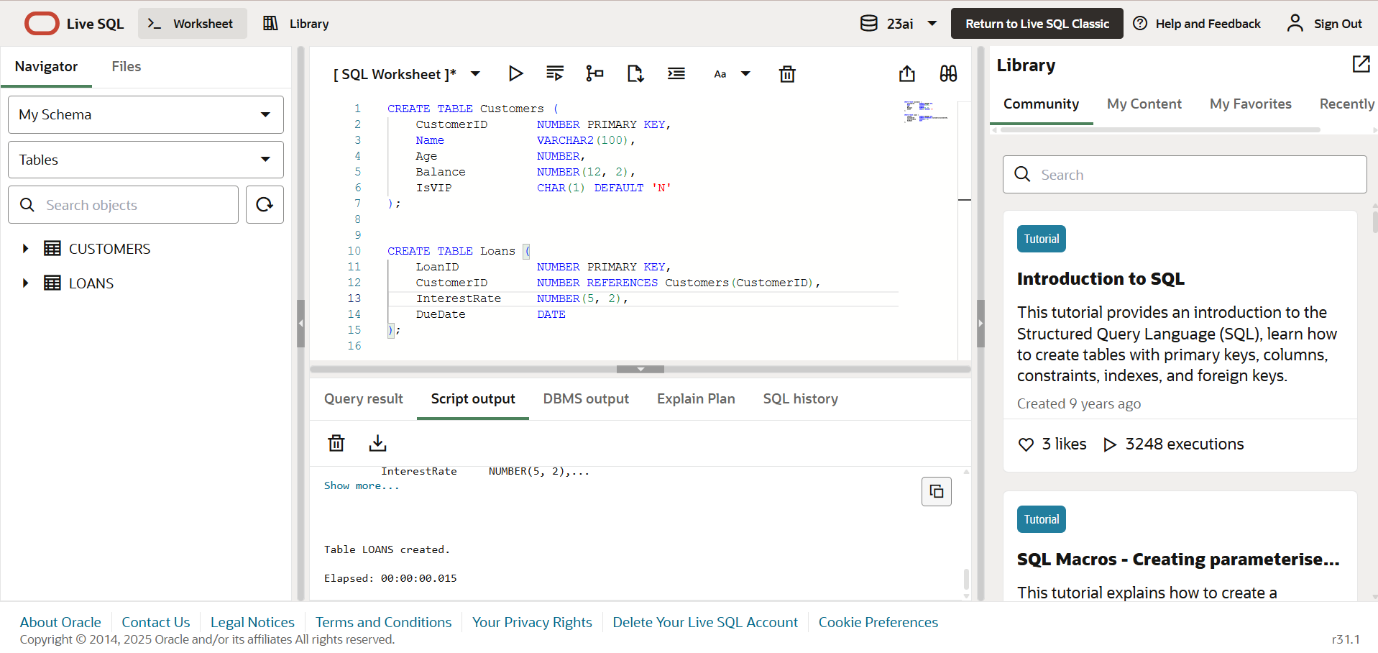 Live SQL
>_ Worksheet
Library
23ai
Return to Live SQL Classic
Help and Feedback
Sign Out
Navigator
Files
My Schema
Tables
Search objects
CUSTOMERS
LOANS
[ SQL Worksheet ]*
Aa
1 CREATE TABLE Customers (
2 CustomerID NUMBER PRIMARY KEY,
3 Name VARCHAR2(100),
4 Age NUMBER,
5 Balance NUMBER(12, 2),
6 IsVIP CHAR(1) DEFAULT 'N'
7 );
8
9
10 CREATE TABLE Loans (
11 LoanID NUMBER PRIMARY KEY,
12 CustomerID NUMBER REFERENCES Customers(CustomerID),
13 InterestRate NUMBER(5, 2),
14 DueDate DATE
15 );
16
Query result
Script output
DBMS output
Explain Plan
SQL history
InterestRate NUMBER(5, 2),...
Show more...
Table LOANS created.
Elapsed: 00:00:00.015
Library
Community
My Content
My Favorites
Recently
Search
Tutorial
Introduction to SQL
This tutorial provides an introduction to the
Structured Query Language (SQL), learn how
to create tables with primary keys, columns,
constraints, indexes, and foreign keys.
Created 9 years ago
3 likes
3248 executions
Tutorial
SQL Macros - Creating parameterise...
This tutorial explains how to create a
About Oracle
Contact Us
Legal Notices
Terms and Conditions
Your Privacy Rights
Delete Your Live SQL Account
Cookie Preferences
Copyright © 2014, 2025 Oracle and/or its affiliates All rights reserved.
r31.1